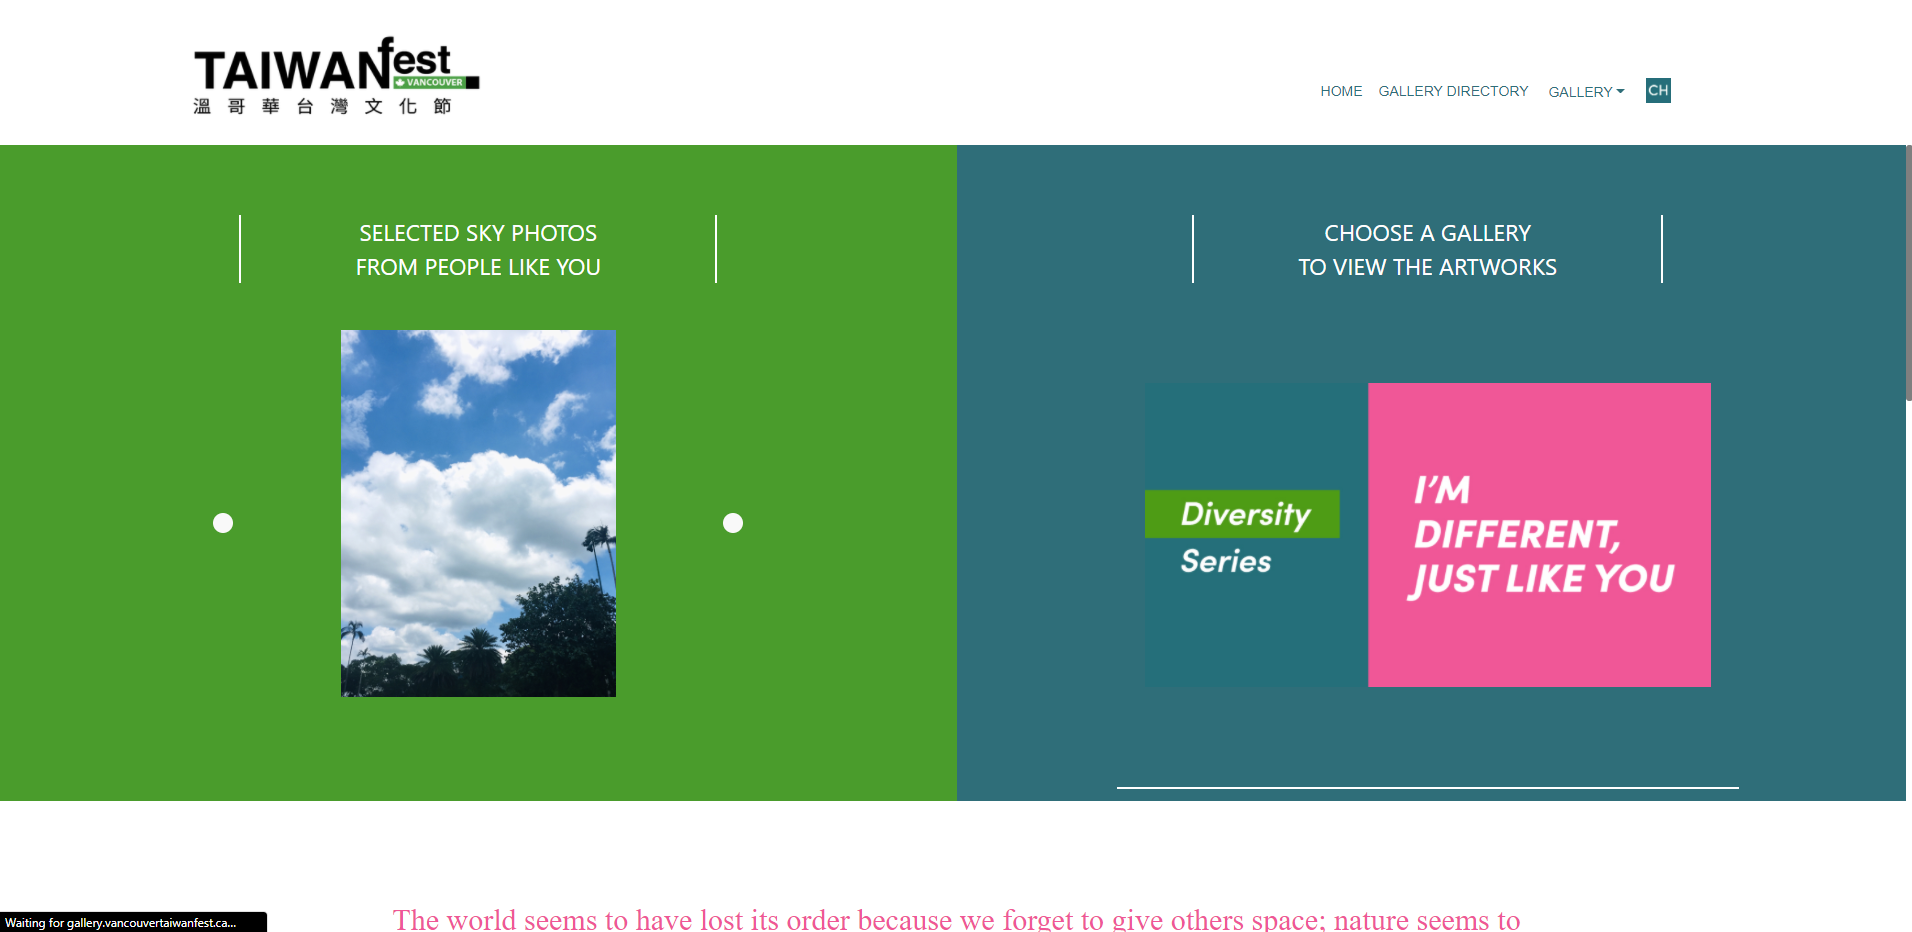 TAIWANfest
VANCOUVER
溫哥華台灣文化節
HOME GALLERY DIRECTORY GALLERY CH
SELECTED SKY PHOTOS
FROM PEOPLE LIKE YOU
CHOOSE A GALLERY
TO VIEW THE ARTWORKS
Diversity
Series
I'M
DIFFERENT,
JUST LIKE YOU
The world seems to have lost its order because we forget to give others space; nature seems to
Waiting for gallery.vancouvertaiwanfest.ca...